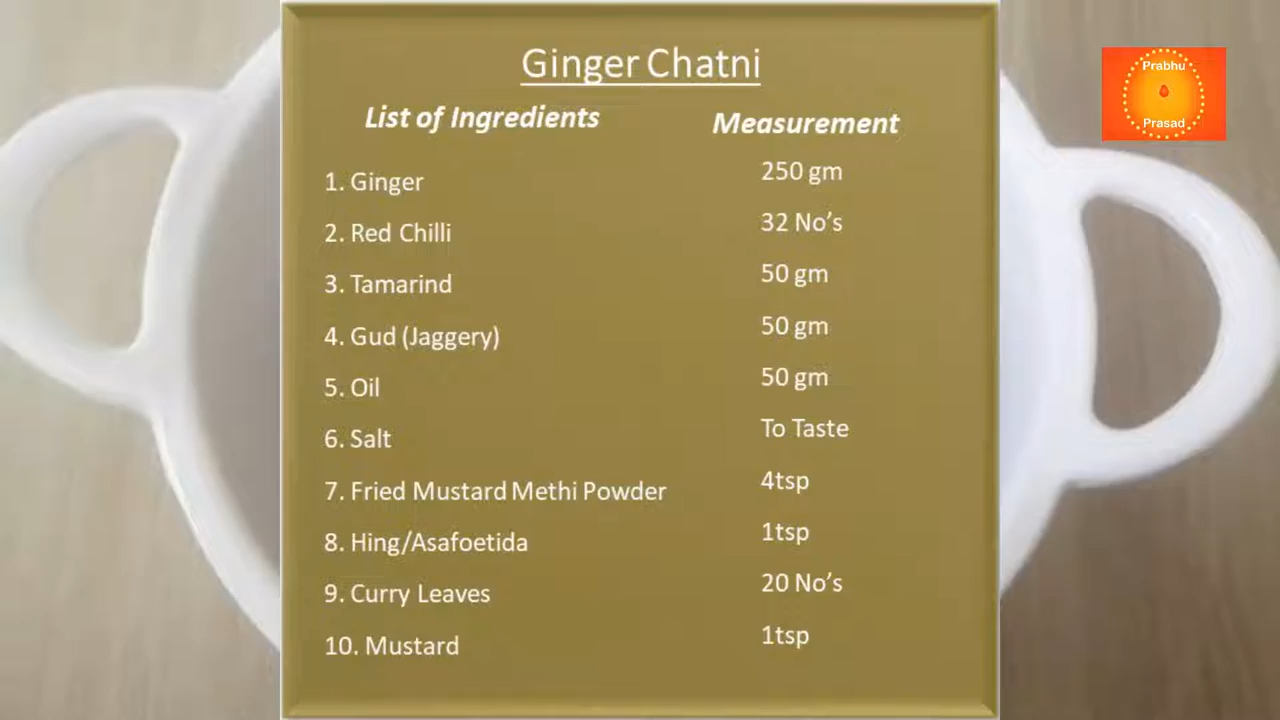 Ginger Chatni
List of Ingredients Measurement
1. Ginger 250 gm
2. Red Chilli 32 No's
3. Tamarind 50 gm
4. Gud (Jaggery) 50 gm
5. Oil 50 gm
6. Salt To Taste
7. Fried Mustard Methi Powder 4tsp
8. Hing/Asafoetida 1tsp
9. Curry Leaves 20 No's
10. Mustard 1tsp
Prabhu
Prasad